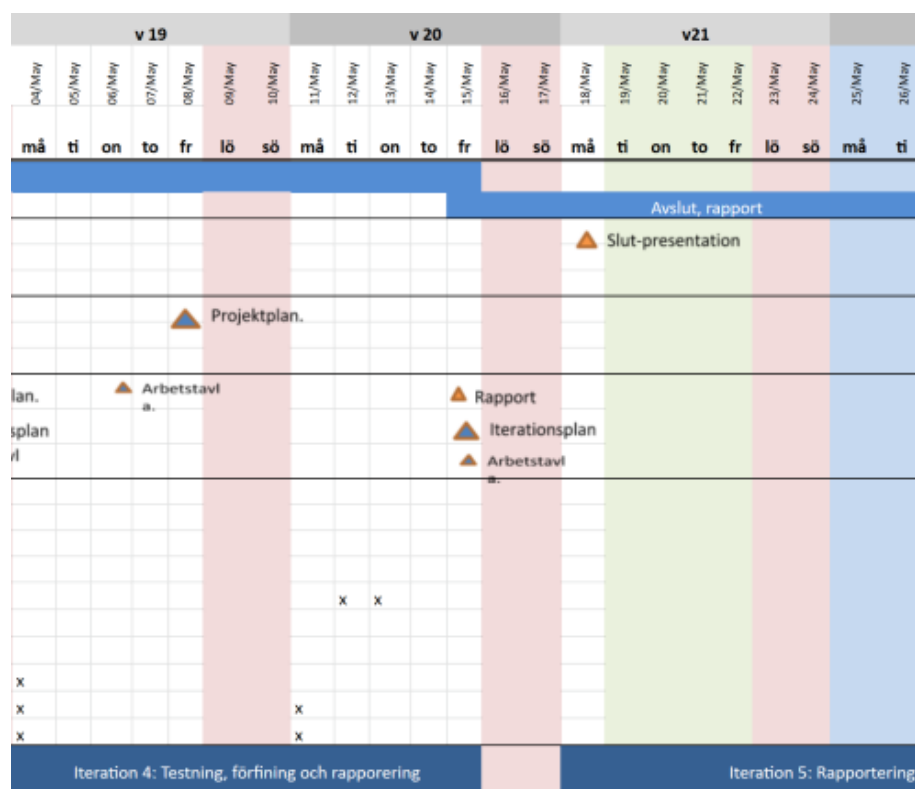 v 19 v 20 v21
04/May 05/May 06/May 07/May 08/May 09/May 10/May 11/May 12/May 13/May 14/May 15/May 16/May 17/May 18/May 19/May 20/May 21/May 22/May 23/May 24/May 25/May 26/May
må ti on to fr lö sö må ti on to fr lö sö må ti on to fr lö sö må ti
Avslut, rapport
Slut-presentation
Projektplan.
Arbetstavl
a.
lan. Rapport
splan Iterationsplan
vl Arbetstavl
a.
x x
x
x x
x x
Iteration 4: Testning, förfining och rapporering Iteration 5: Rapportering